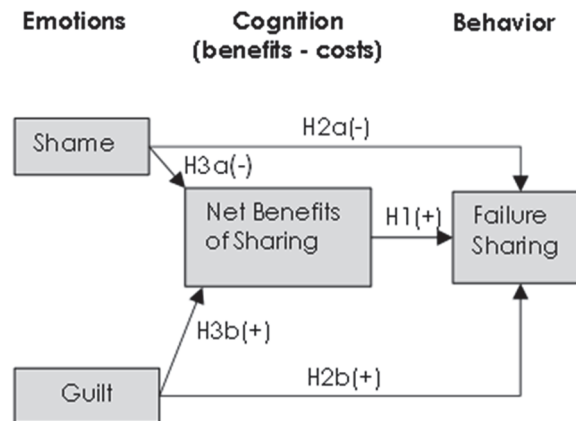 Emotions
Cognition
(benefits - costs)
Behavior
H2a(-)
Shame
H3a(-)
Net Benefits
of Sharing
H1(+)
Failure
Sharing
H3b(+)
H2b(+)
Guilt